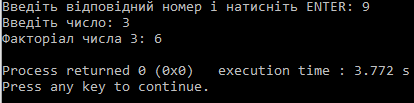 Введіть відповідний номер і натисніть ENTER: 9
Введіть число: 3
Факторіал числа 3: 6
Process returned 0 (0x0)   execution time : 3.772 s
Press any key to continue.